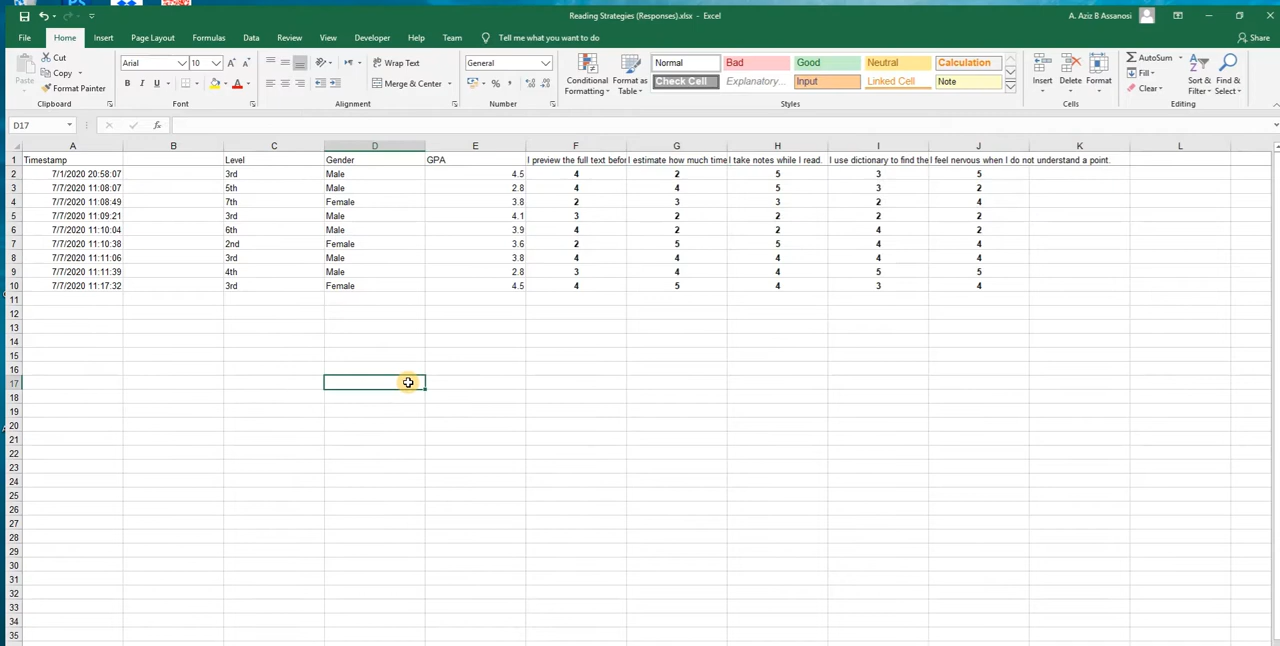 Reading Strategies (Responses).xlsx - Excel
A. Aziz B Assanosi
File Home Insert Page Layout Formulas Data Review View Developer Help Team Tell me what you want to do Share
Paste
Cut
Copy
Format Painter
Clipboard
Arial 10
B I U
Font
Wrap Text
Merge & Center
Alignment
General
Number
Conditional Formatting
Format as Table
Normal Bad Good Neutral Calculation
Check Cell Explanatory... Input Linked Cell Note
Styles
Insert Delete Format
Cells
AutoSum
Fill
Clear
Sort & Filter
Find & Select
Editing
D17 fx
A B C D E F G H I J K L
1 Timestamp Level Gender GPA I preview the full text befor I estimate how much time I take notes while I read. I use dictionary to find the I feel nervous when I do not understand a point.
2 7/1/2020 20:58:07 3rd Male 4.5 4 2 5 3 5
3 7/7/2020 11:08:07 5th Male 2.8 4 4 5 3 2
4 7/7/2020 11:08:49 7th Female 3.8 2 3 3 2 4
5 7/7/2020 11:09:21 3rd Male 4.1 3 2 2 2 2
6 7/7/2020 11:10:04 6th Male 3.9 4 2 2 4 2
7 7/7/2020 11:10:38 2nd Female 3.6 2 5 5 4 4
8 7/7/2020 11:11:06 3rd Male 3.8 4 4 4 4 4
9 7/7/2020 11:11:39 4th Male 2.8 3 4 4 5 5
10 7/7/2020 11:17:32 3rd Female 4.5 4 5 4 3 4
11
12
13
14
15
16
17
18
19
20
21
22
23
24
25
26
27
28
29
30
31
32
33
34
35